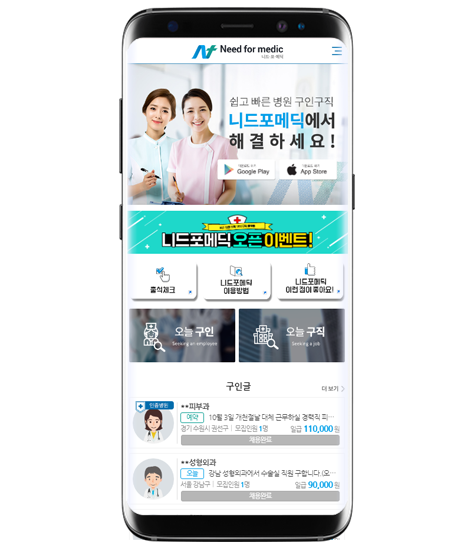 Need for medic
니드 포 메딕
쉽고 빠른 병원 구인구직
니드포메딕에서
해결하세요!
Google Play
App Store
니드포메딕 오픈이벤트!
출석체크
니드포메딕
이용방법
니드포메딕
이런 점이 좋아요!
오늘 구인
Seeking an employee
오늘 구직
Seeking a job
구인글
더 보기 >
인증병원
**피부과
예약 10월 3일 개천절날 대체 근무하실 경력직 피…
경기 수원시 권선구 | 모집인원 1명
일급 110,000원
채용완료
**성형외과
오늘 강남 성형외과에서 수술실 직원 구합니다.(오…
서울 강남구 | 모집인원 1명
일급 90,000원
채용완료